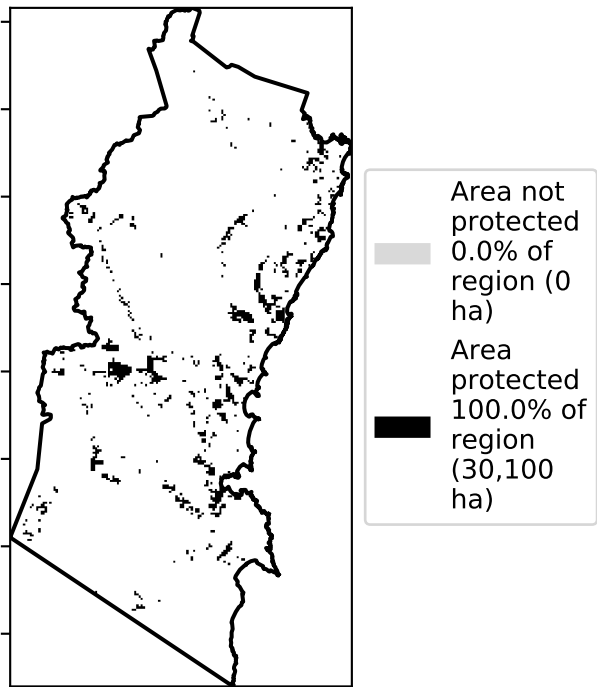 Area not
protected
0.0% of
region (0
ha)
Area
protected
100.0% of
region
(30,100
ha)